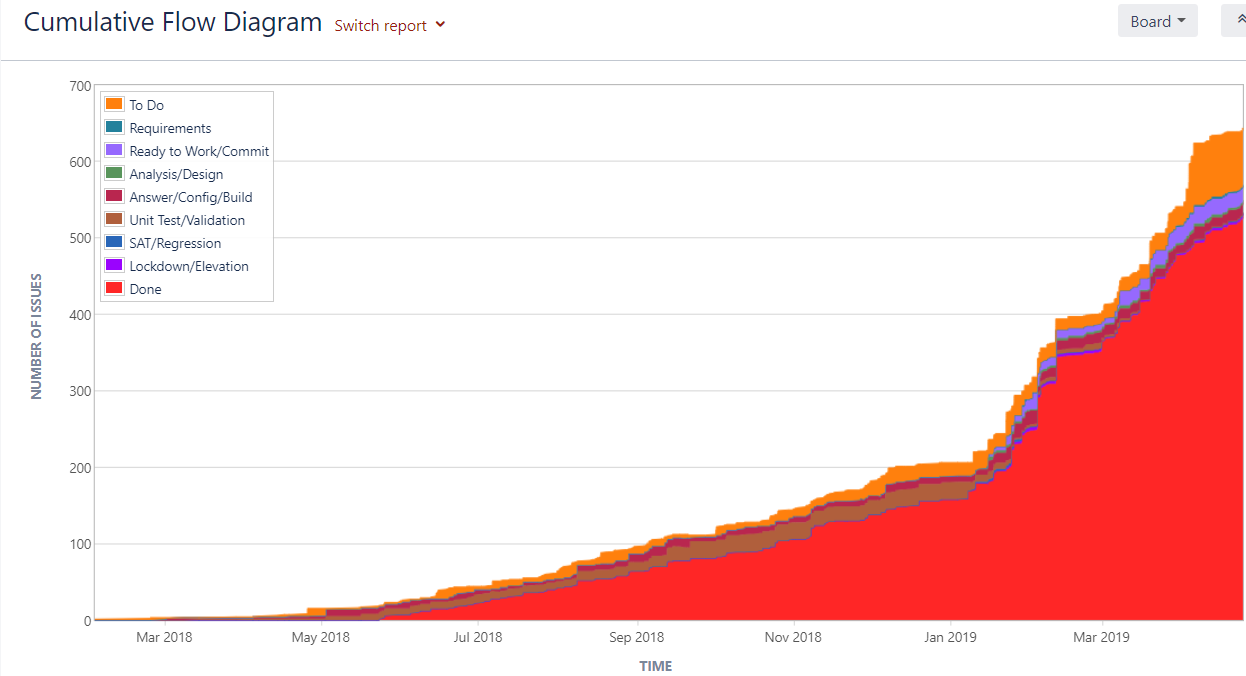 Cumulative Flow Diagram Switch report
Board
700
600
500
400
300
200
100
0
NUMBER OF ISSUES
To Do
Requirements
Ready to Work/Commit
Analysis/Design
Answer/Config/Build
Unit Test/Validation
SAT/Regression
Lockdown/Elevation
Done
Mar 2018 May 2018 Jul 2018 Sep 2018 Nov 2018 Jan 2019 Mar 2019
TIME